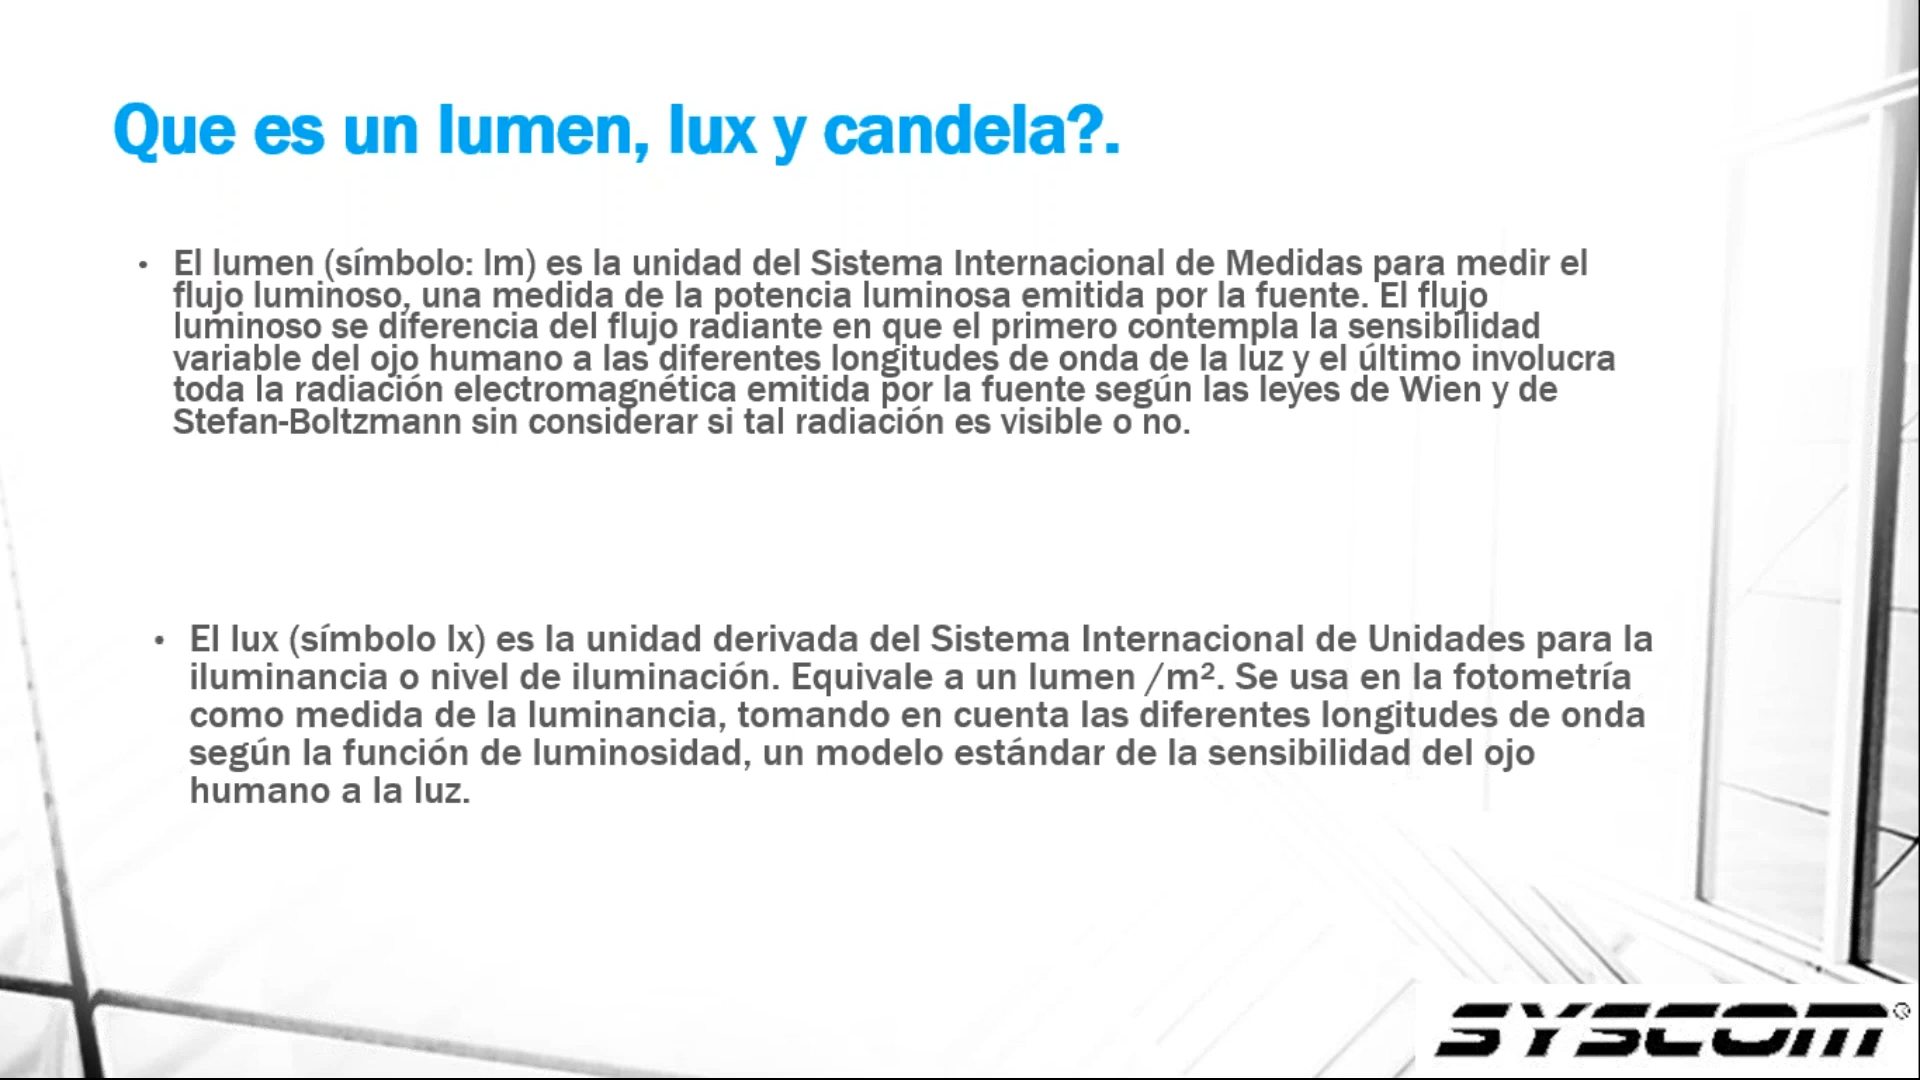 Que es un lumen, lux y candela?.
• El lumen (símbolo: lm) es la unidad del Sistema Internacional de Medidas para medir el
flujo luminoso, una medida de la potencia luminosa emitida por la fuente. El flujo
luminoso se diferencia del flujo radiante en que el primero contempla la sensibilidad
variable del ojo humano a las diferentes longitudes de onda de la luz y el último involucra
toda la radiación electromagnética emitida por la fuente según las leyes de Wien y de
Stefan-Boltzmann sin considerar si tal radiación es visible o no.
• El lux (símbolo lx) es la unidad derivada del Sistema Internacional de Unidades para la
iluminancia o nivel de iluminación. Equivale a un lumen /m². Se usa en la fotometría
como medida de la luminancia, tomando en cuenta las diferentes longitudes de onda
según la función de luminosidad, un modelo estándar de la sensibilidad del ojo
humano a la luz.
SYSCOM®